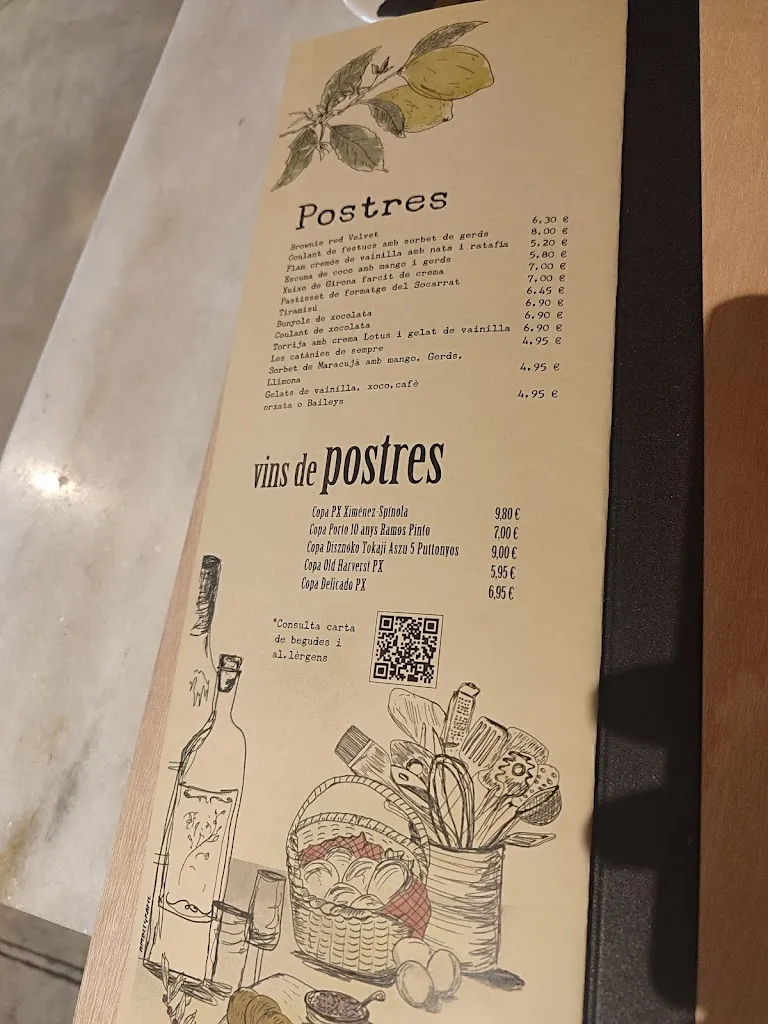 Postres
Brownie red Velvet 6.30 €
Coulant de festucs amb sorbet de gerds 8.00 €
Flam cremós de vainilla amb nata i ratafia 5.20 €
Escuma de coco amb mango i gerds 5.80 €
Xuixo de Girona farcit de crema 7.00 €
Pastisset de formatge del Socarrat 7.00 €
Tiramisú 6.45 €
Bunyols de xocolata 6.90 €
Coulant de xocolata 6.90 €
Torrija amb crema Lotus i gelat de vainilla 6.90 €
Les catànies de sempre 4.95 €
Sorbet de Maracujà amb mango, Gerds,
Llimona 4.95 €
Gelats de vainilla, xoco,cafè
orxata o Baileys 4.95 €
vins de postres
Copa PX Ximénez-Spínola 9,80 €
Copa Porto 10 anys Ramos Pinto 7,00 €
Copa Disznóko Tokaji Aszu 5 Puttonyos 9,00 €
Copa Old Harverst PX 5,95 €
Copa Delicado PX 6,95 €
*Consulta carta
de begudes i
al.lèrgens